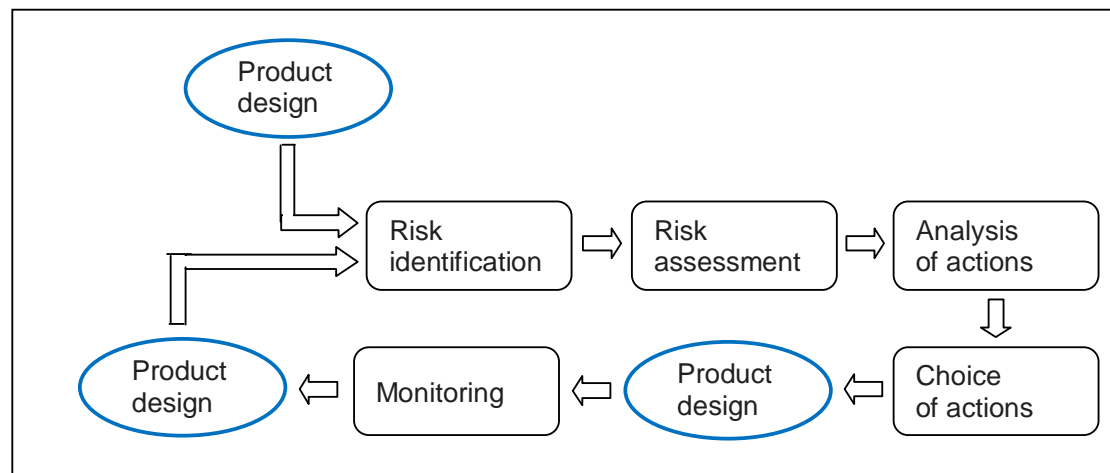 Product
design
Risk
identification
Risk
assessment
Analysis
of actions
Choice
of actions
Product
design
Monitoring
Product
design